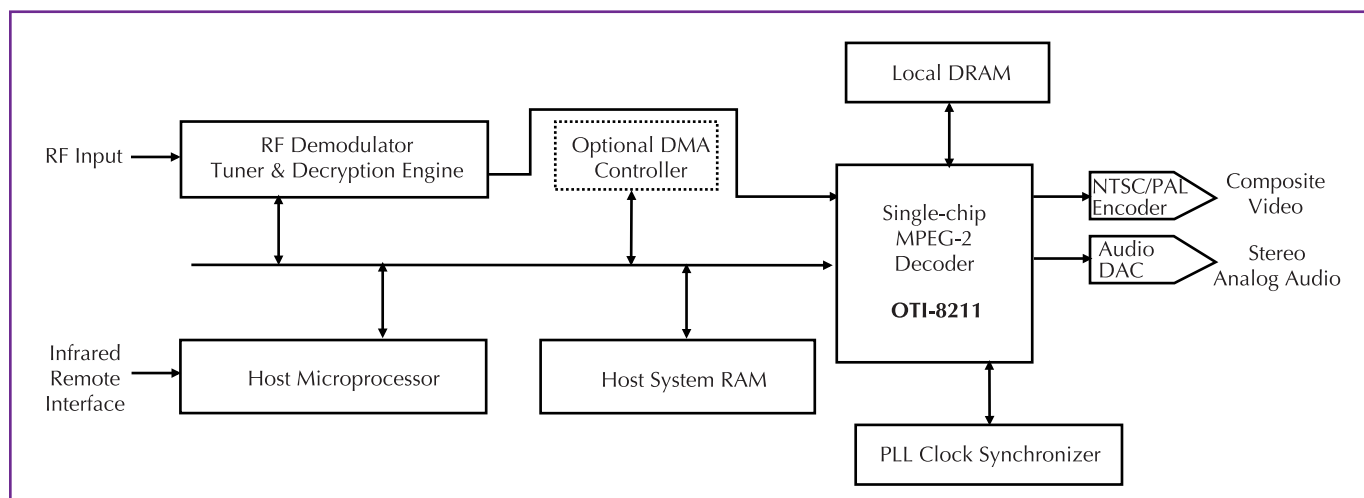 Local DRAM
RF Input
RF Demodulator
Tuner & Decryption Engine
Optional DMA
Controller
Single-chip
MPEG-2
Decoder
OTI-8211
NTSC/PAL
Encoder
Composite
Video
Audio
DAC
Stereo
Analog Audio
Infrared
Remote
Interface
Host Microprocessor
Host System RAM
PLL Clock Synchronizer